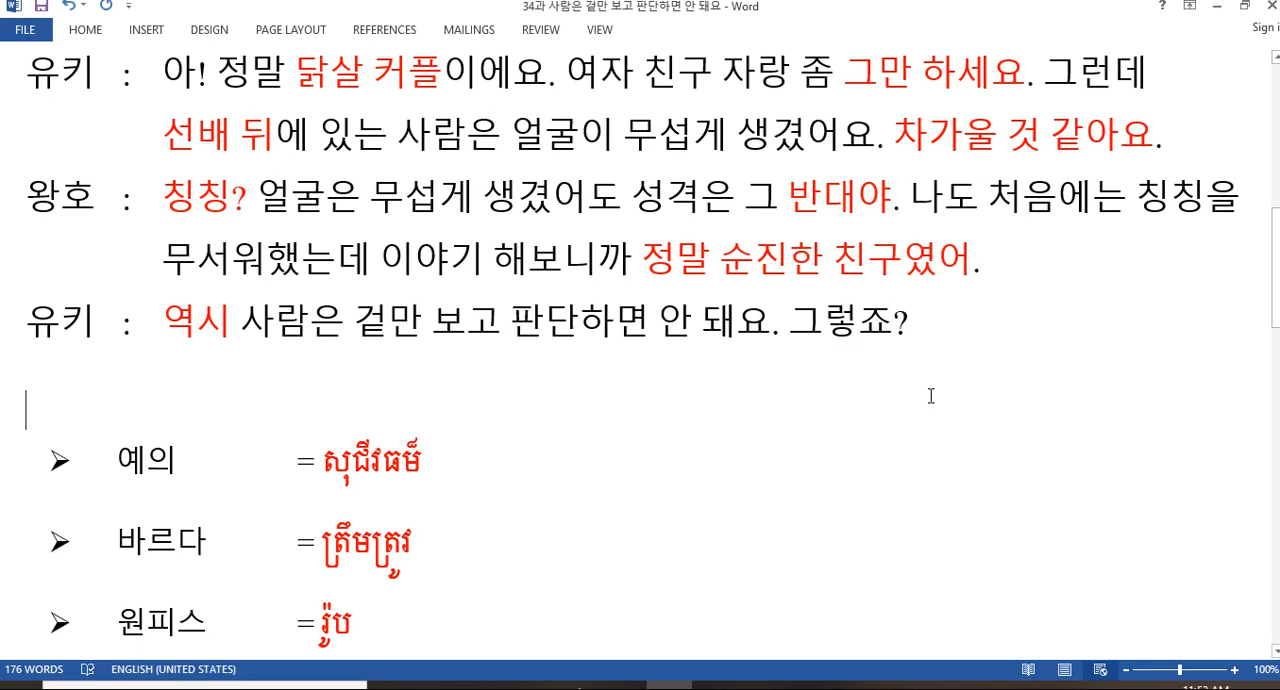 34과 사람은 겉만 보고 판단하면 안 돼요 - Word
?
FILE HOME INSERT DESIGN PAGE LAYOUT REFERENCES MAILINGS REVIEW VIEW Sign i
유키 : 아! 정말 닭살 커플이에요. 여자 친구 자랑 좀 그만 하세요. 그런데
선배 뒤에 있는 사람은 얼굴이 무섭게 생겼어요. 차가울 것 같아요.
왕호 : 칭칭? 얼굴은 무섭게 생겼어도 성격은 그 반대야. 나도 처음에는 칭칭을
무서워했는데 이야기 해보니까 정말 순진한 친구였어.
유키 : 역시 사람은 겉만 보고 판단하면 안 돼요. 그렇죠?
➢ 예의 = សុជីវធម៌
➢ 바르다 = ត្រឹមត្រូវ
➢ 원피스 = រ៉ូប
176 WORDS ENGLISH (UNITED STATES) 100%